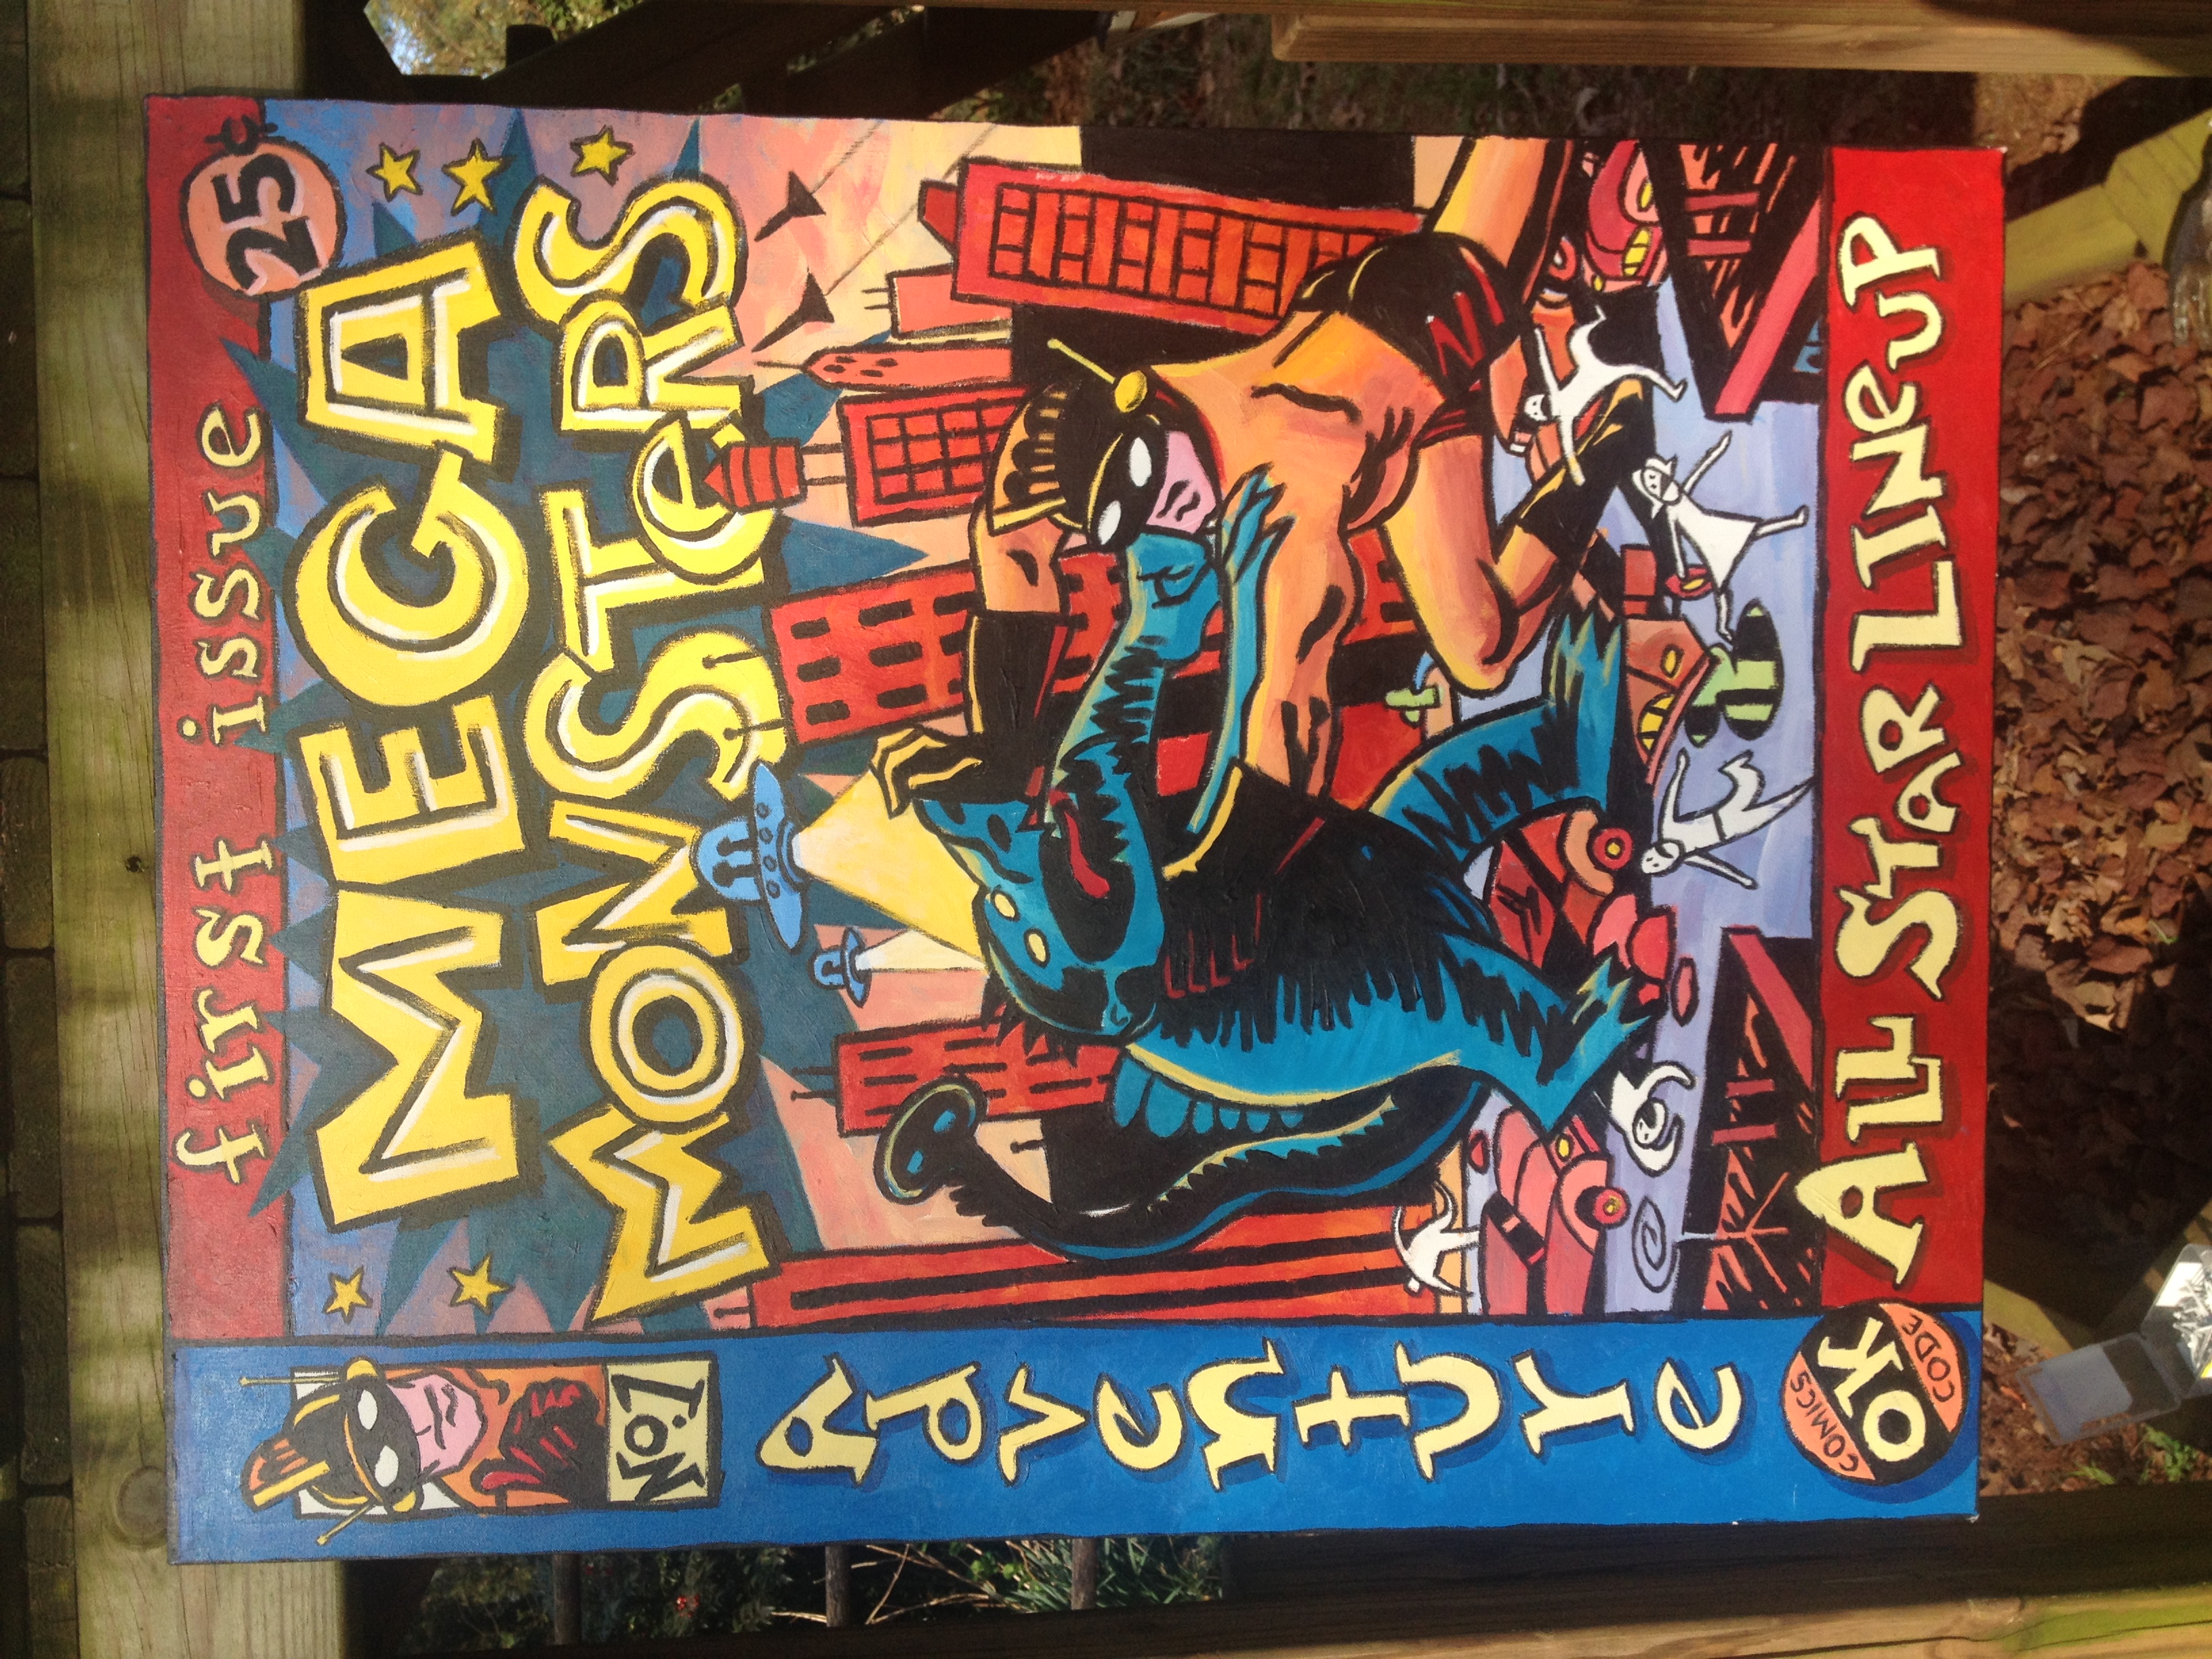 first issue
25¢
MEGA
MONSTeRS
No.1
Adventure
COMICS
OK
CODE
ALL STAR LINeUP